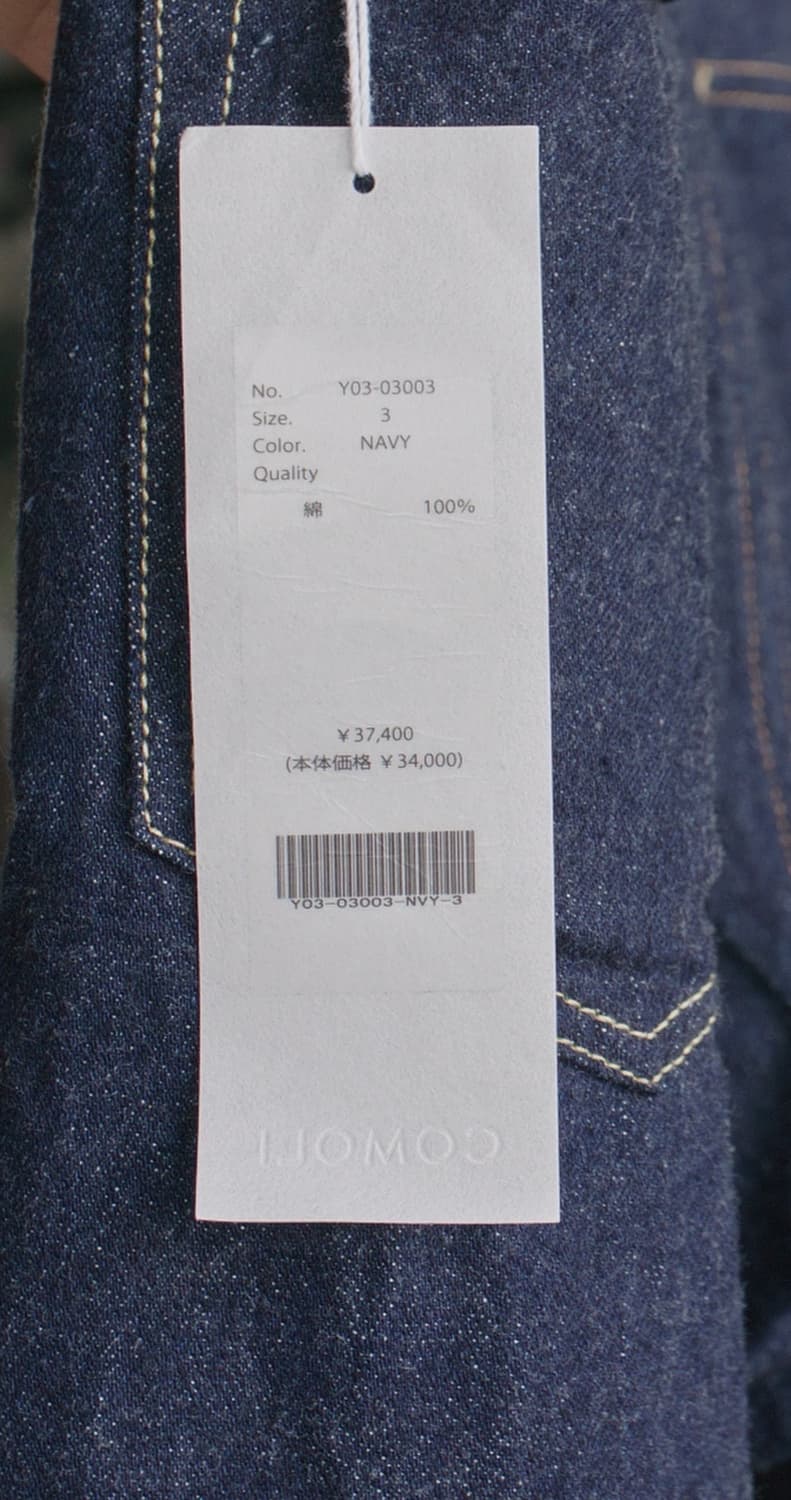 No. Y03-03003
Size. 3
Color. NAVY
Quality
綿 100%
￥37,400
(本体価格 ￥34,000)
Y03-03003-NVY-3
COMOLI